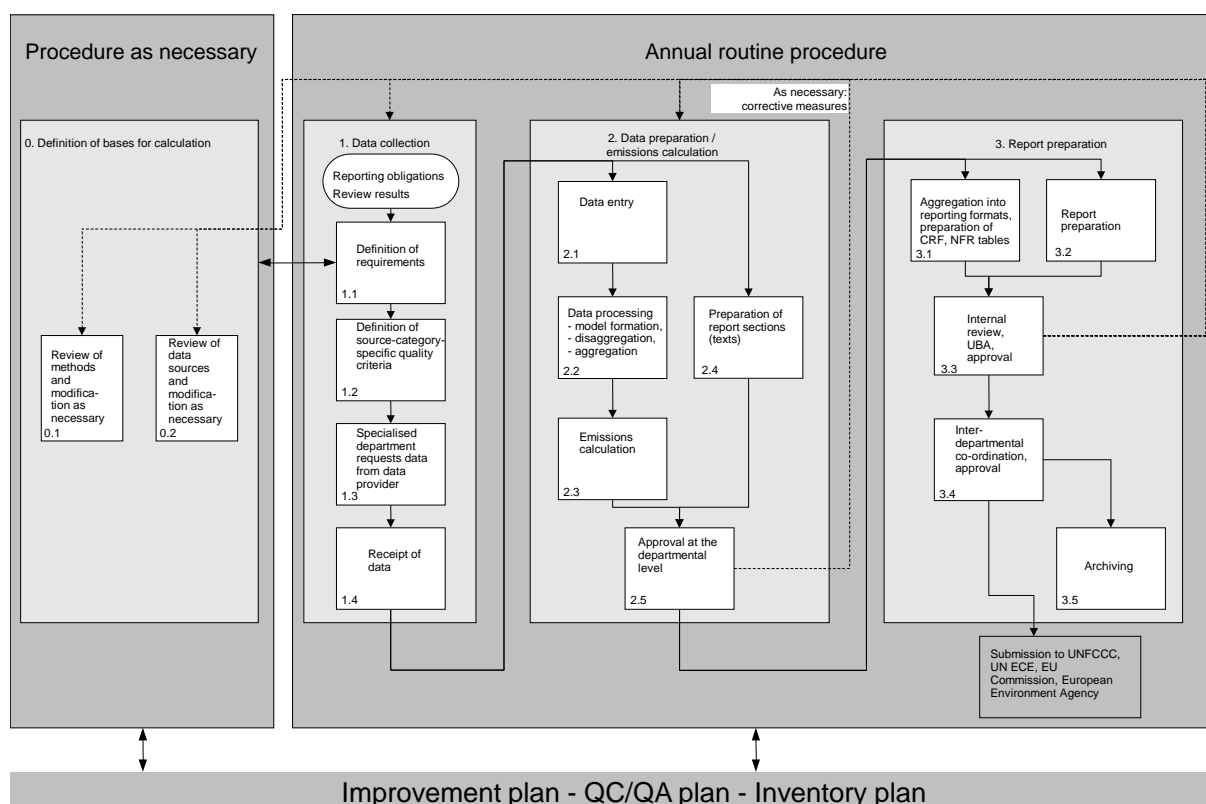 Procedure as necessary
Annual routine procedure
As necessary:
corrective measures
0. Definition of bases for calculation
Review of
methods
and
modifica-
tion as
necessary
0.1
Review of
data
sources
and
modifica-
tion as
necessary
0.2
1. Data collection
Reporting obligations
Review results
Definition of
requirements
1.1
Definition of
source-category-
specific quality
criteria
1.2
Specialised
department
requests data
from data
provider
1.3
Receipt of
data
1.4
2. Data preparation /
emissions calculation
Data entry
2.1
Data processing
- model formation,
- disaggregation,
- aggregation
2.2
Preparation of
report sections
(texts)
2.4
Emissions
calculation
2.3
Approval at the
departmental
level
2.5
3. Report preparation
Aggregation into
reporting formats,
preparation of
CRF, NFR tables
3.1
Report
preparation
3.2
Internal
review,
UBA,
approval
3.3
Inter-
departmental
co-ordination,
approval
3.4
Archiving
3.5
Submission to UNFCCC,
UN ECE, EU
Commission, European
Environment Agency
Improvement plan - QC/QA plan - Inventory plan